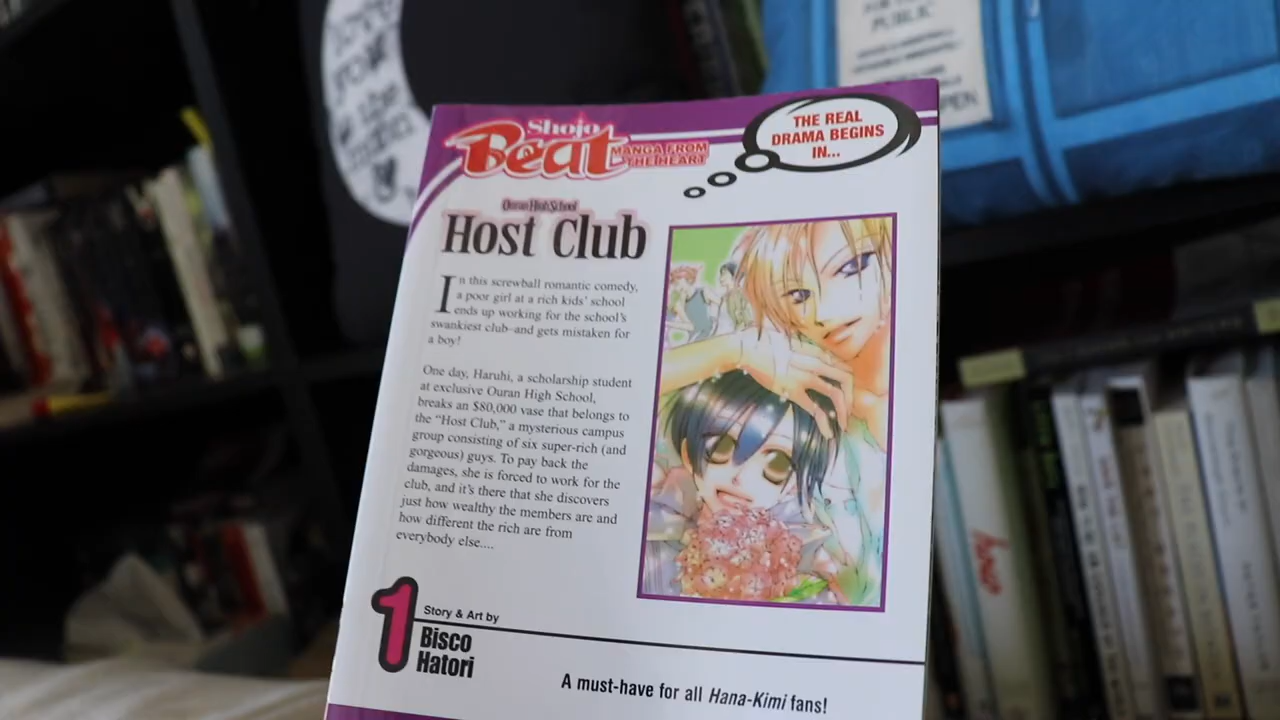 Shojo
Beat
MANGA FROM
THE HEART
THE REAL
DRAMA BEGINS
IN...
Ouran High School
Host Club
In this screwball romantic comedy,
a poor girl at a rich kids' school
ends up working for the school's
swankiest club–and gets mistaken for
a boy!
One day, Haruhi, a scholarship student
at exclusive Ouran High School,
breaks an $80,000 vase that belongs to
the "Host Club," a mysterious campus
group consisting of six super-rich (and
gorgeous) guys. To pay back the
damages, she is forced to work for the
club, and it's there that she discovers
just how wealthy the members are and
how different the rich are from
everybody else....
1
Story & Art by
Bisco
Hatori
A must-have for all Hana-Kimi fans!
PUBLIC